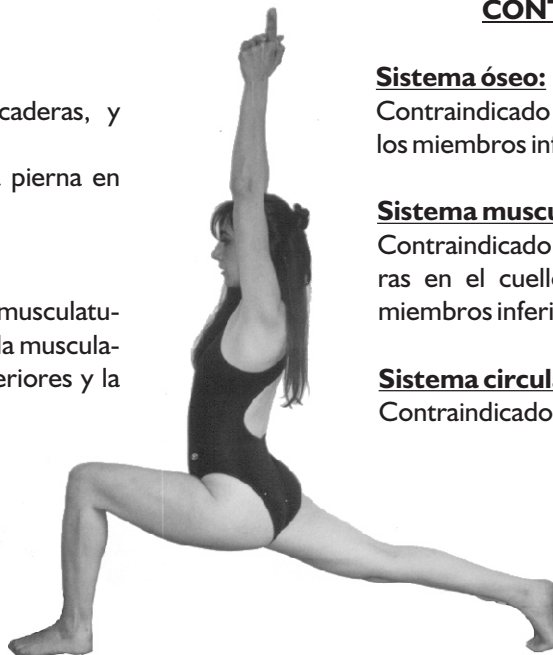 caderas, y
pierna en
musculatu-
la muscula-
eriores y la
CONT
Sistema óseo:
Contraindicado
los miembros inf
Sistema muscu
Contraindicado
ras en el cuell
miembros inferi
Sistema circul
Contraindicado